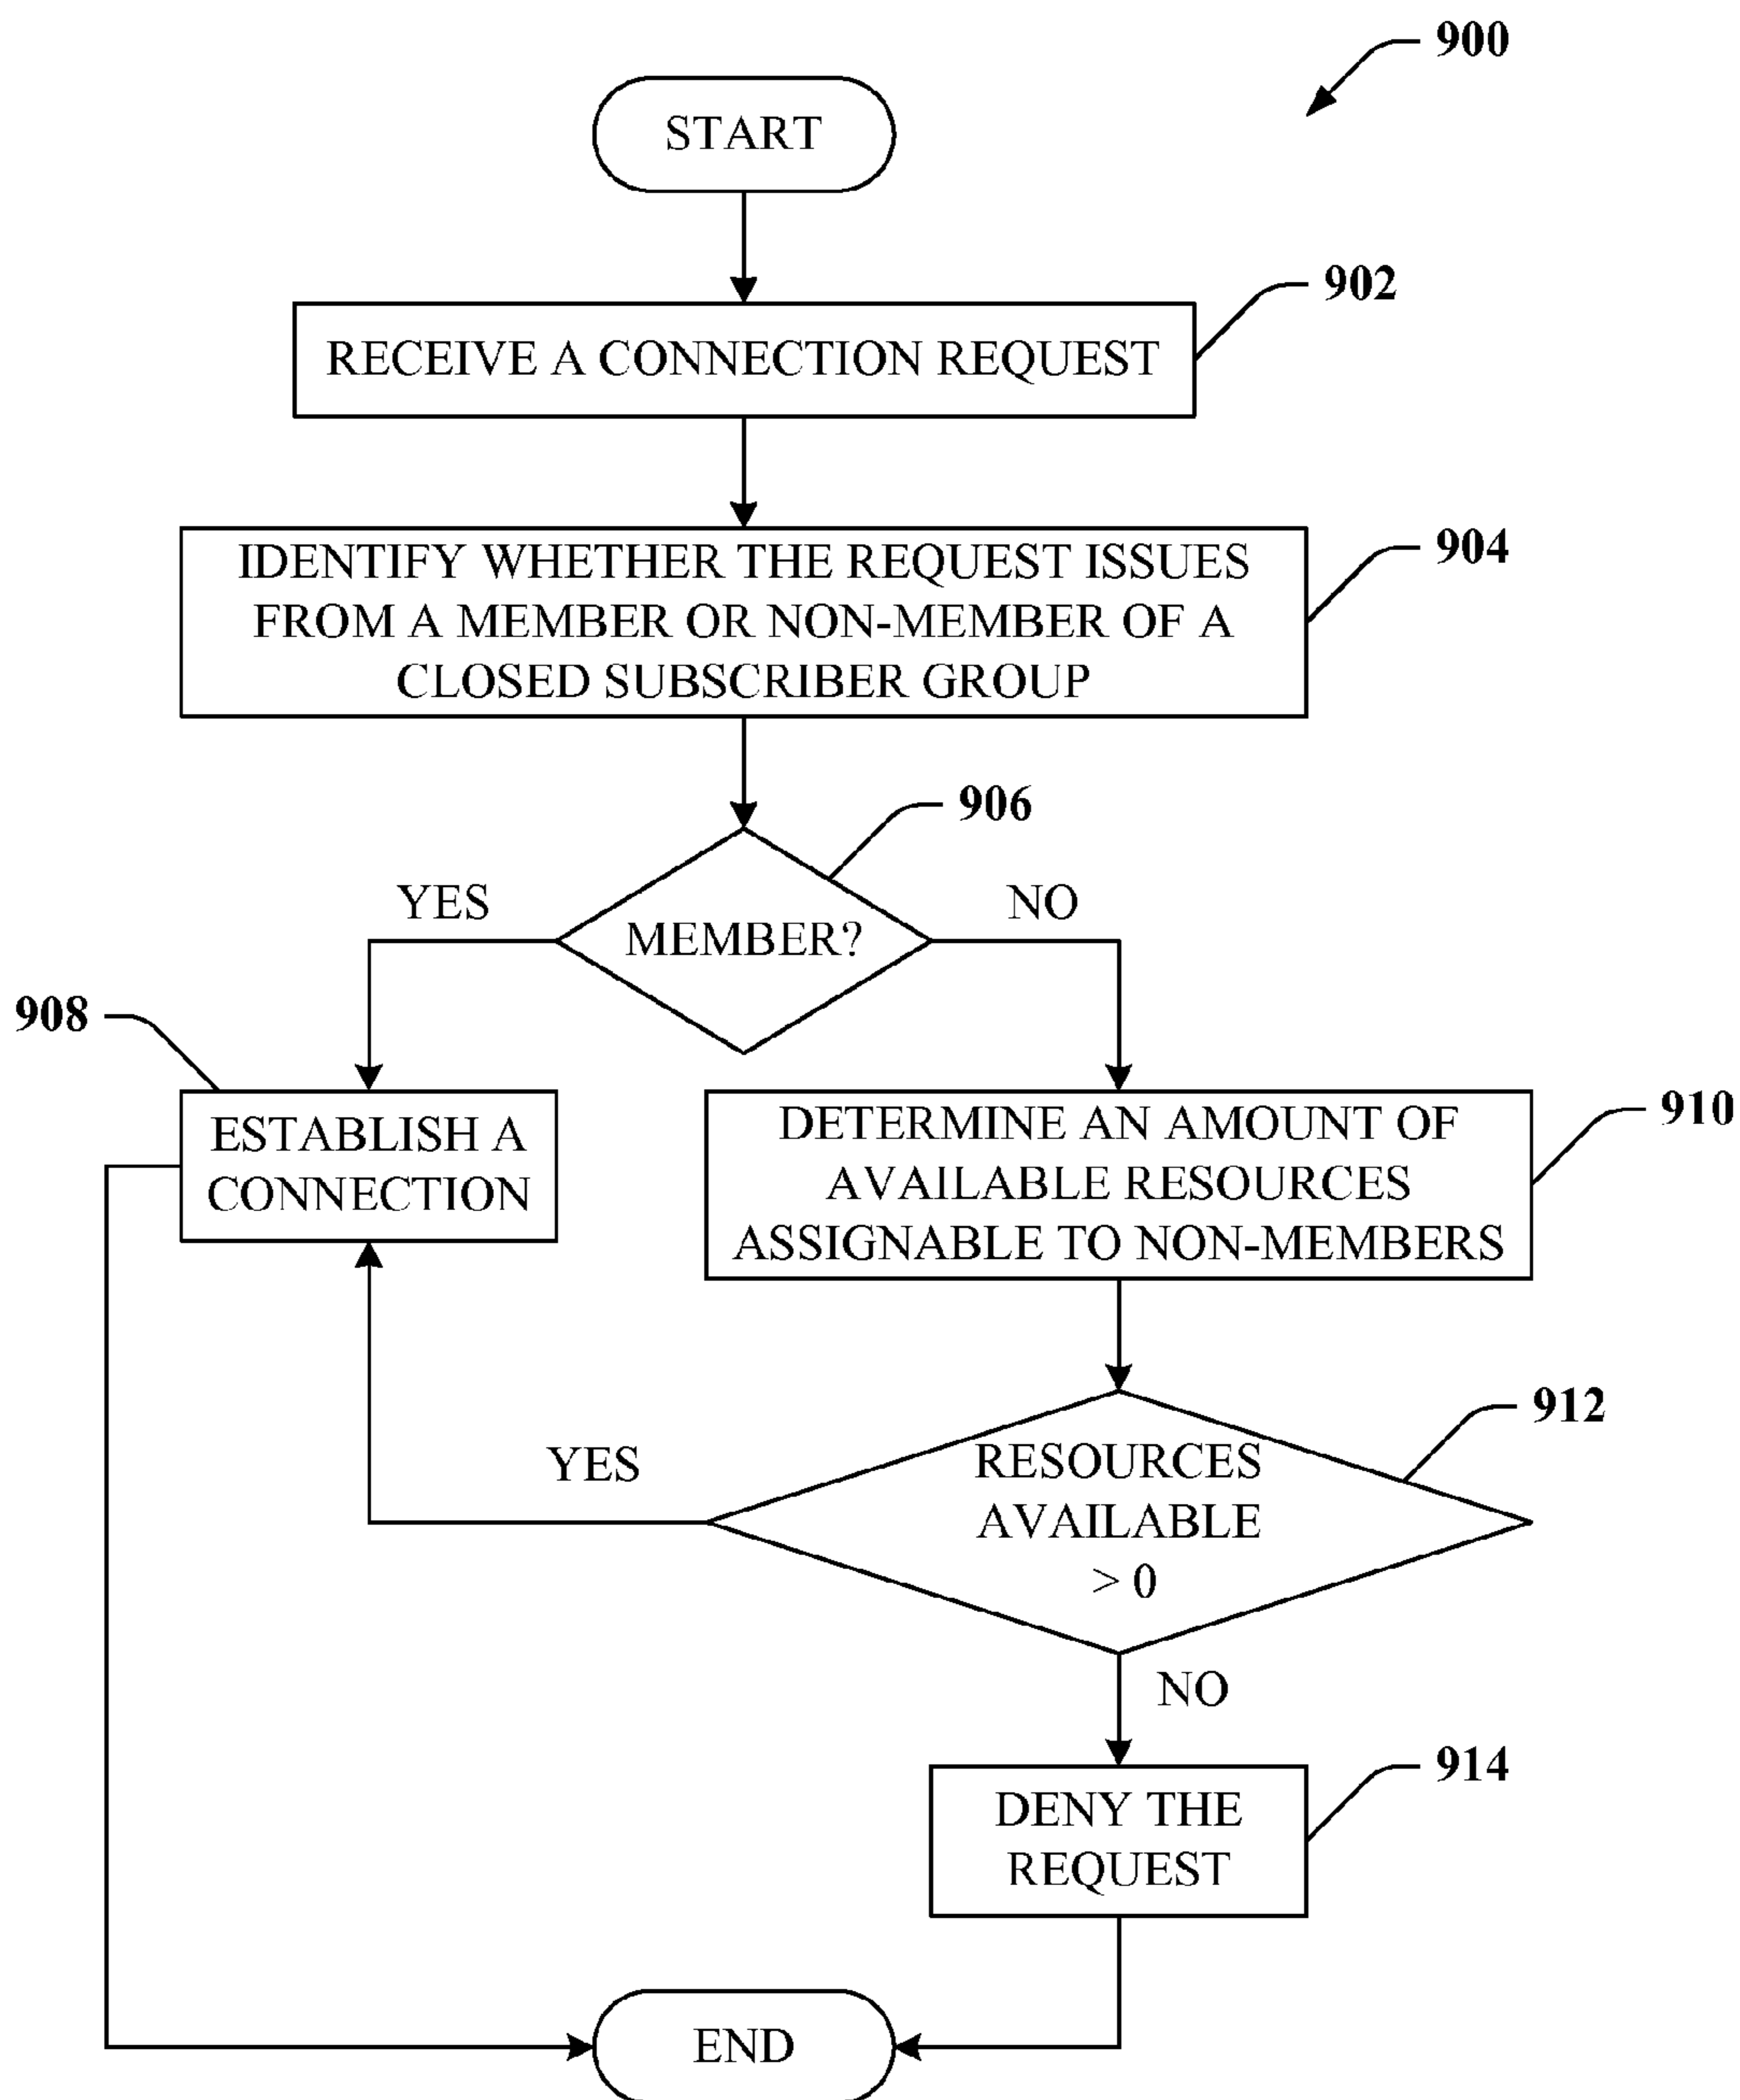 900
START
902
RECEIVE A CONNECTION REQUEST
904
IDENTIFY WHETHER THE REQUEST ISSUES
FROM A MEMBER OR NON-MEMBER OF A
CLOSED SUBSCRIBER GROUP
906
YES
NO
MEMBER?
908
ESTABLISH A
CONNECTION
910
DETERMINE AN AMOUNT OF
AVAILABLE RESOURCES
ASSIGNABLE TO NON-MEMBERS
912
YES
RESOURCES
AVAILABLE
> 0
NO
914
DENY THE
REQUEST
END